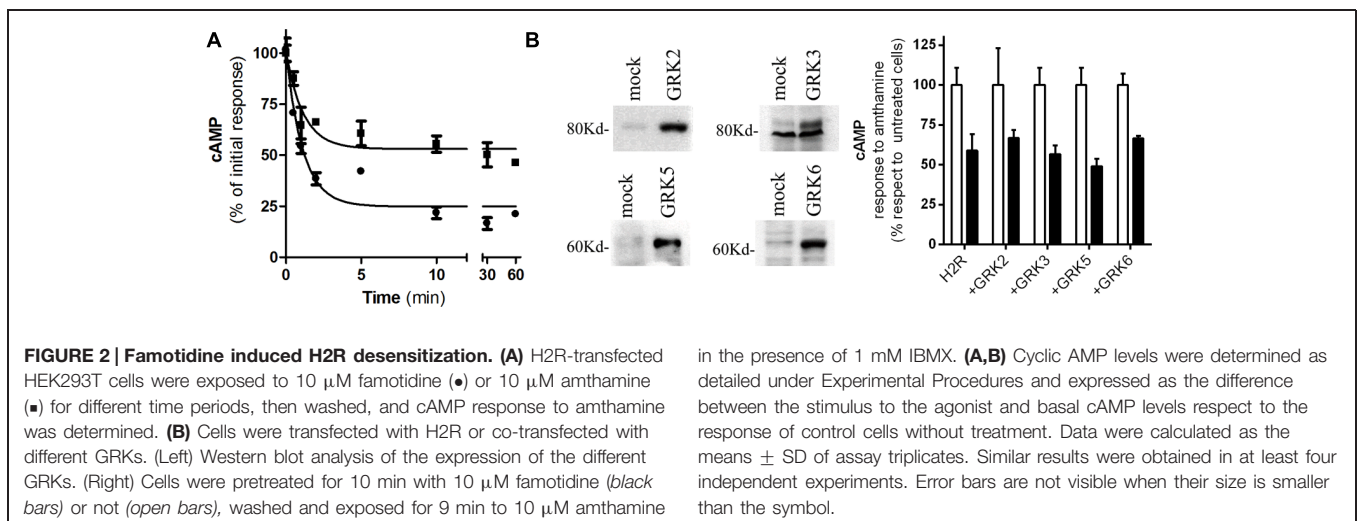 A
cAMP
(% of initial response)
100
75
50
25
0
0
5
10
30
60
Time (min)
B
mock
GRK2
80Kd-
mock
GRK3
80Kd-
mock
GRK5
60Kd-
mock
GRK6
60Kd-
cAMP
response to amthamine
(% respect to untreated cells)
125
100
75
50
25
0
H2R
+GRK2
+GRK3
+GRK5
+GRK6
FIGURE 2 | Famotidine induced H2R desensitization. (A) H2R-transfected
HEK293T cells were exposed to 10 μM famotidine (●) or 10 μM amthamine
(■) for different time periods, then washed, and cAMP response to amthamine
was determined. (B) Cells were transfected with H2R or co-transfected with
different GRKs. (Left) Western blot analysis of the expression of the different
GRKs. (Right) Cells were pretreated for 10 min with 10 μM famotidine (black
bars) or not (open bars), washed and exposed for 9 min to 10 μM amthamine
in the presence of 1 mM IBMX. (A,B) Cyclic AMP levels were determined as
detailed under Experimental Procedures and expressed as the difference
between the stimulus to the agonist and basal cAMP levels respect to the
response of control cells without treatment. Data were calculated as the
means ± SD of assay triplicates. Similar results were obtained in at least four
independent experiments. Error bars are not visible when their size is smaller
than the symbol.